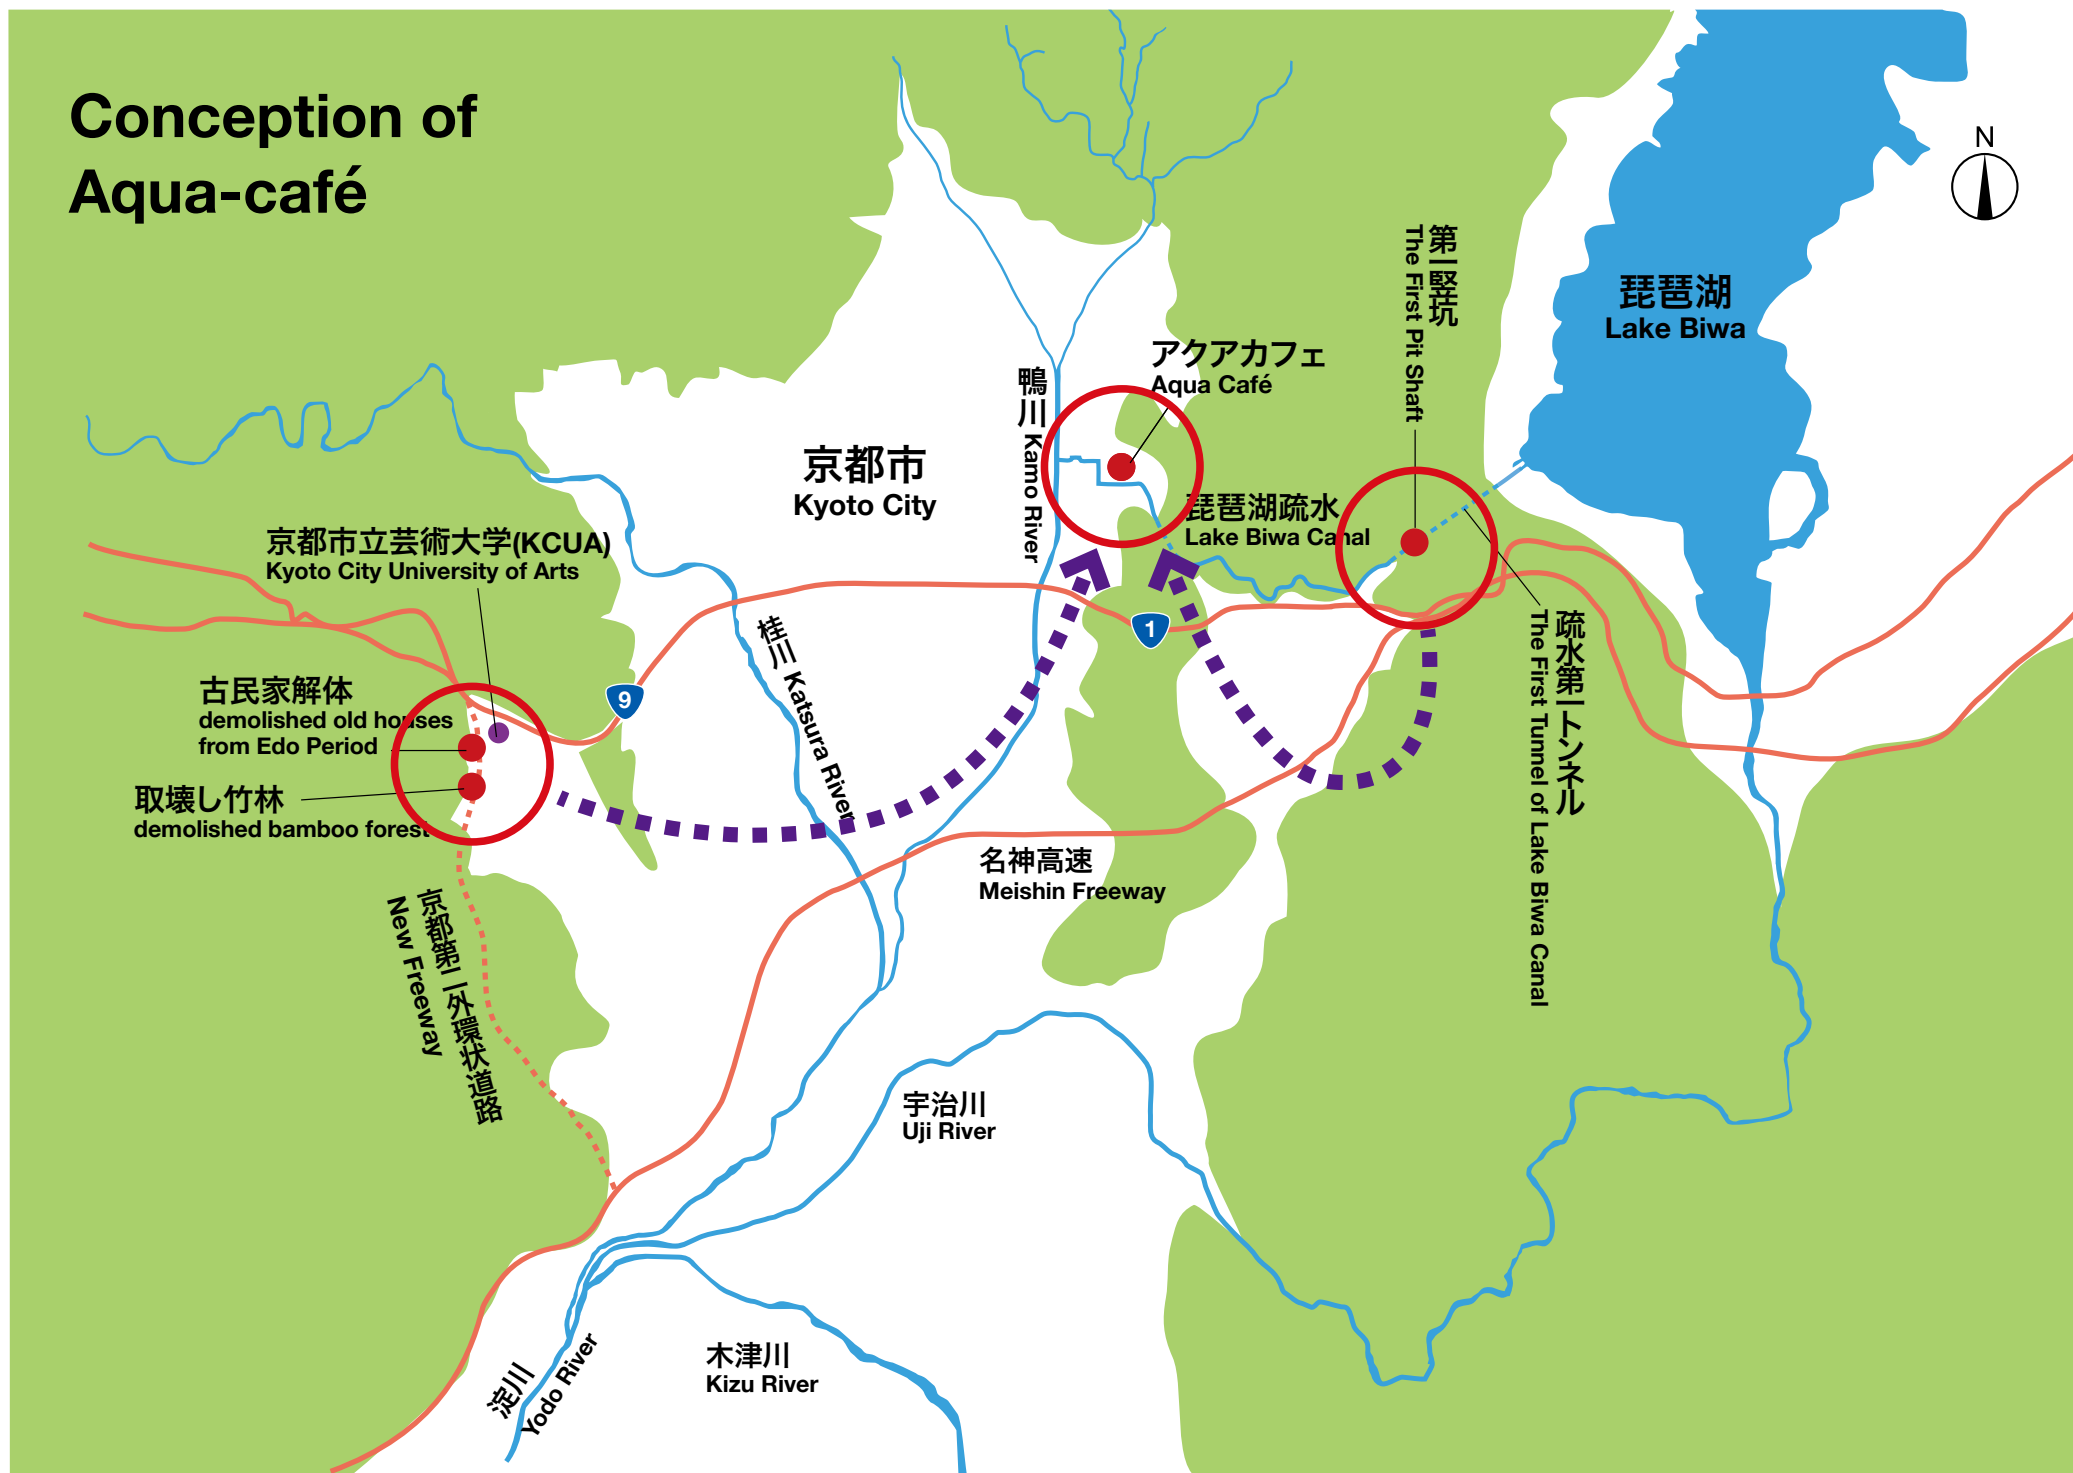 Conception of
Aqua-café
N
第一竪坑
The First Pit Shaft
琵琶湖
Lake Biwa
アクアカフェ
Aqua Café
鴨川 Kamo River
京都市
Kyoto City
琵琶湖疏水
Lake Biwa Canal
京都市立芸術大学(KCUA)
Kyoto City University of Arts
疏水第一トンネル
The First Tunnel of Lake Biwa Canal
1
9
桂川 Katsura River
古民家解体
demolished old houses
from Edo Period
取壊し竹林
demolished bamboo forest
名神高速
Meishin Freeway
京都第二外環状道路
New Freeway
宇治川
Uji River
木津川
Kizu River
淀川
Yodo River